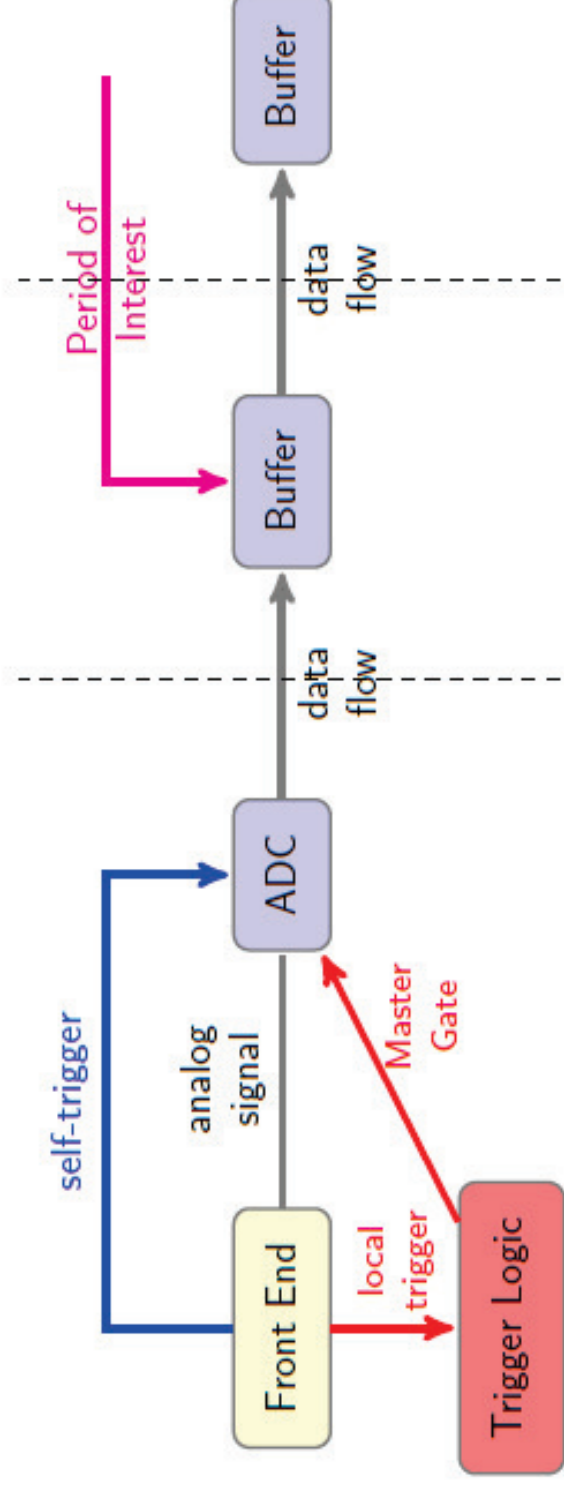 self-trigger
Front End
analog
signal
ADC
local
trigger
Trigger Logic
Master
Gate
data
flow
Buffer
Period of
Interest
data
flow
Buffer